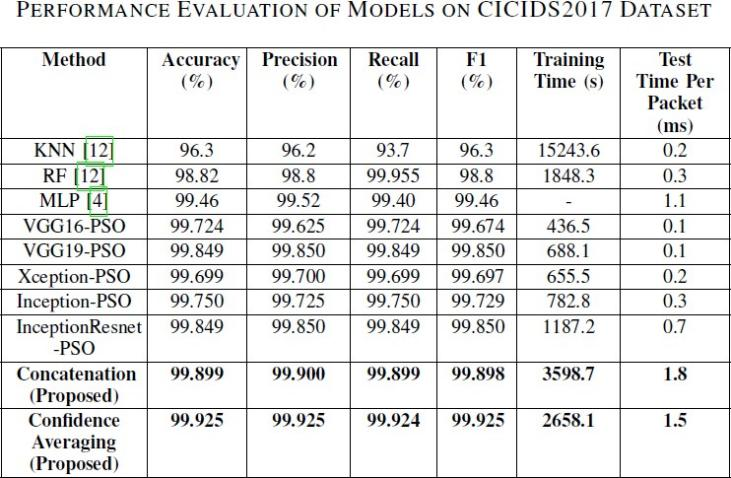 PERFORMANCE EVALUATION OF MODELS ON CICIDS2017 DATASET
Method Accuracy (%) Precision (%) Recall (%) F1 (%) Training Time (s) Test Time Per Packet (ms)
KNN [12] 96.3 96.2 93.7 96.3 15243.6 0.2
RF [12] 98.82 98.8 99.955 98.8 1848.3 0.3
MLP [4] 99.46 99.52 99.40 99.46 - 1.1
VGG16-PSO 99.724 99.625 99.724 99.674 436.5 0.1
VGG19-PSO 99.849 99.850 99.849 99.850 688.1 0.1
Xception-PSO 99.699 99.700 99.699 99.697 655.5 0.2
Inception-PSO 99.750 99.725 99.750 99.729 782.8 0.3
InceptionResnet-PSO 99.849 99.850 99.849 99.850 1187.2 0.7
Concatenation (Proposed) 99.899 99.900 99.899 99.898 3598.7 1.8
Confidence Averaging (Proposed) 99.925 99.925 99.924 99.925 2658.1 1.5